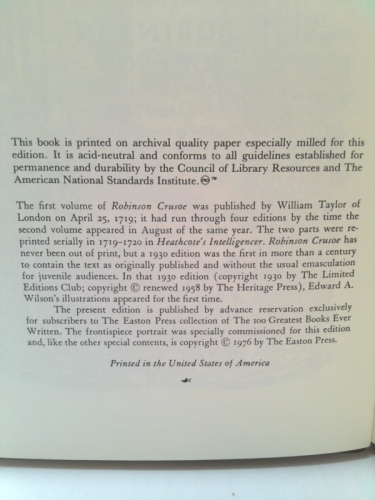 This book is printed on archival quality paper especially milled for this
edition. It is acid-neutral and conforms to all guidelines established for
permanence and durability by the Council of Library Resources and The
American National Standards Institute.♾™
The first volume of Robinson Crusoe was published by William Taylor of
London on April 25, 1719; it had run through four editions by the time the
second volume appeared in August of the same year. The two parts were re-
printed serially in 1719-1720 in Heathcote's Intelligencer. Robinson Crusoe has
never been out of print, but a 1930 edition was the first in more than a century
to contain the text as originally published and without the usual emasculation
for juvenile audiences. In that 1930 edition (copyright 1930 by The Limited
Editions Club; copyright © renewed 1958 by The Heritage Press), Edward A.
Wilson's illustrations appeared for the first time.
The present edition is published by advance reservation exclusively
for subscribers to The Easton Press collection of The 100 Greatest Books Ever
Written. The frontispiece portrait was specially commissioned for this edition
and, like the other special contents, is copyright © 1976 by The Easton Press.
Printed in the United States of America